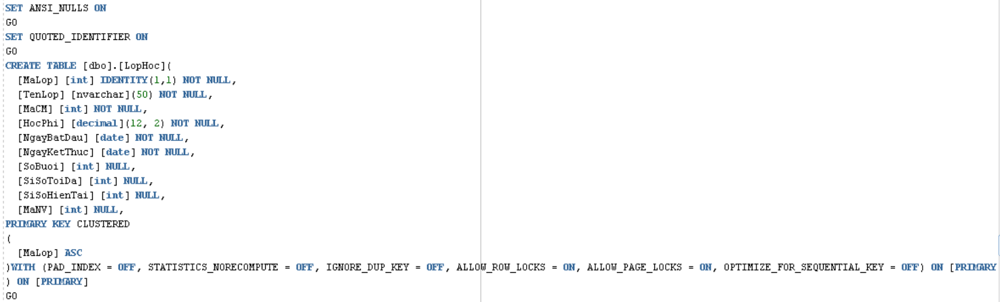 SET ANSI_NULLS ON
GO
SET QUOTED_IDENTIFIER ON
GO
CREATE TABLE [dbo].[LopHoc](
[MaLop] [int] IDENTITY(1,1) NOT NULL,
[TenLop] [nvarchar](50) NOT NULL,
[MaCM] [int] NOT NULL,
[HocPhi] [decimal](12, 2) NOT NULL,
[NgayBatDau] [date] NOT NULL,
[NgayKetThuc] [date] NOT NULL,
[SoBuoi] [int] NULL,
[SiSoToiDa] [int] NULL,
[SiSoHienTai] [int] NULL,
[MaNV] [int] NULL,
PRIMARY KEY CLUSTERED
(
[MaLop] ASC
)WITH (PAD_INDEX = OFF, STATISTICS_NORECOMPUTE = OFF, IGNORE_DUP_KEY = OFF, ALLOW_ROW_LOCKS = ON, ALLOW_PAGE_LOCKS = ON, OPTIMIZE_FOR_SEQUENTIAL_KEY = OFF) ON [PRIMARY
) ON [PRIMARY]
GO